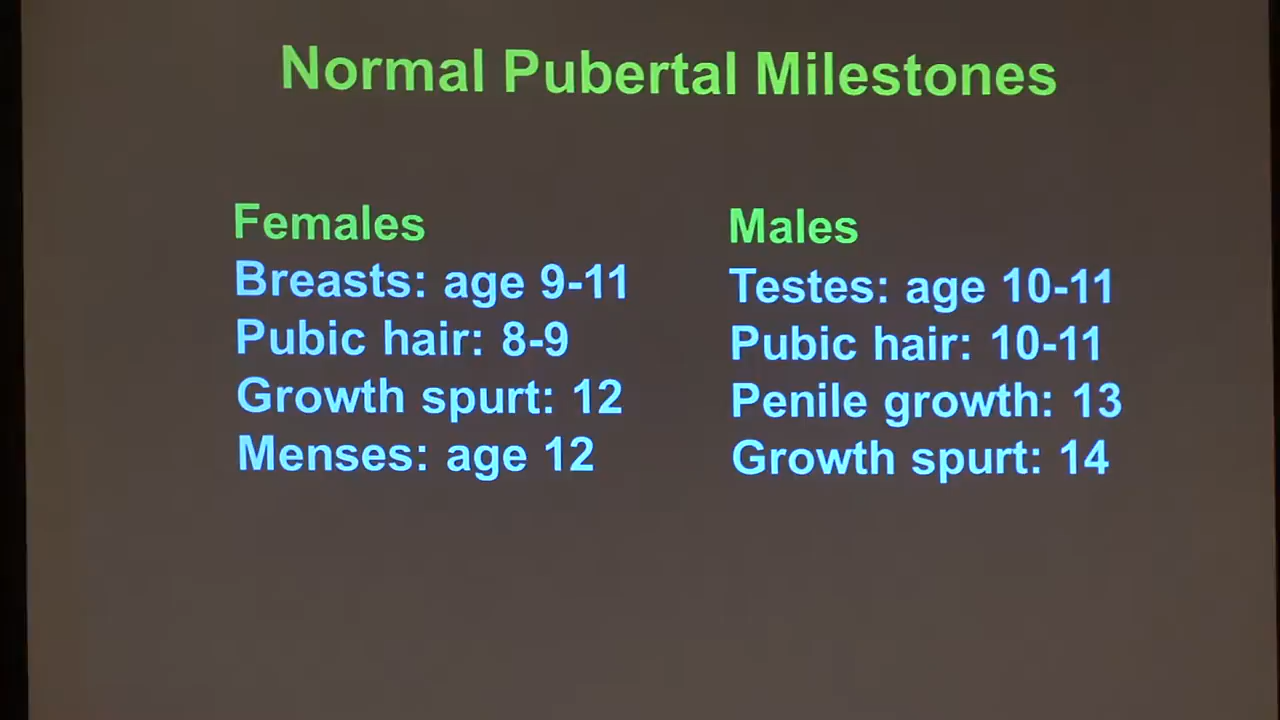 Normal Pubertal Milestones
Females
Breasts: age 9-11
Pubic hair: 8-9
Growth spurt: 12
Menses: age 12
Males
Testes: age 10-11
Pubic hair: 10-11
Penile growth: 13
Growth spurt: 14